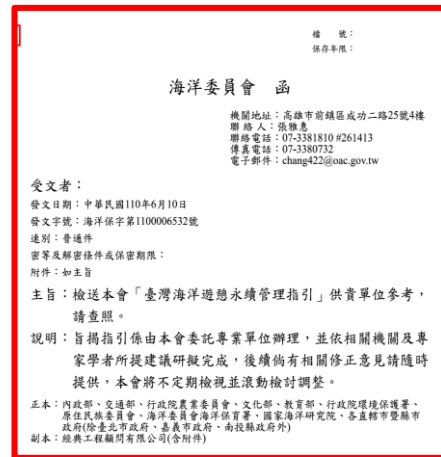 檔　　號：
保存年限：
海洋委員會　函
機關地址：高雄市前鎮區成功二路25號4樓
聯 絡 人：張雅惠
聯絡電話：07-3381810 #261413
傳真電話：07-3380732
電子郵件：chang422@oac.gov.tw
受文者：
發文日期：中華民國110年6月10日
發文字號：海洋保字第1100006532號
速別：普通件
密等及解密條件或保密期限：
附件：如主旨
主旨：檢送本會「臺灣海洋遊憩永續管理指引」供貴單位參考，
請查照。
說明：旨揭指引係由本會委託專業單位辦理，並依相關機關及專
家學者所提建議研擬完成，後續倘有相關修正意見請隨時
提供，本會將不定期檢視並滾動檢討調整。
正本：內政部、交通部、行政院農業委員會、文化部、教育部、行政院環境保護署、
原住民族委員會、海洋委員會海洋保育署、國家海洋研究院、各直轄市暨縣市
政府(除臺北市政府、嘉義市政府、南投縣政府外)
副本：經典工程顧問有限公司(含附件)